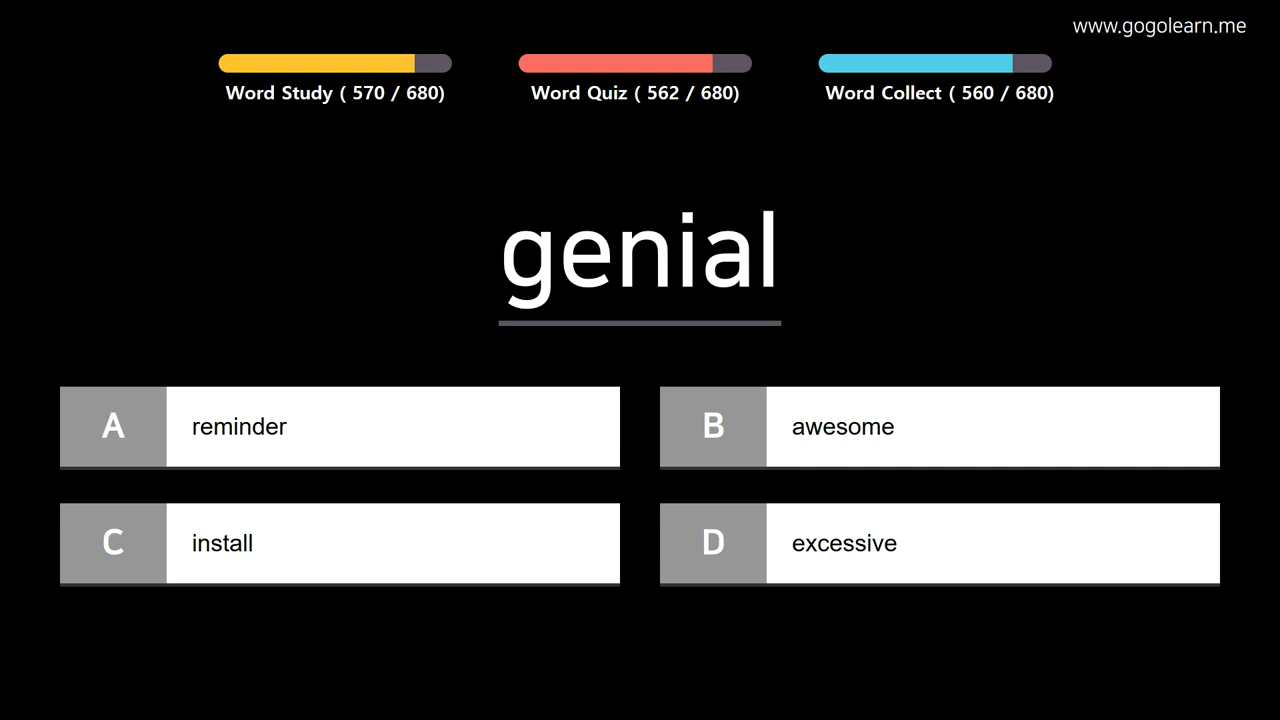 www.gogolearn.me
Word Study ( 570 / 680)
Word Quiz ( 562 / 680)
Word Collect ( 560 / 680)
genial
A reminder
B awesome
C install
D excessive